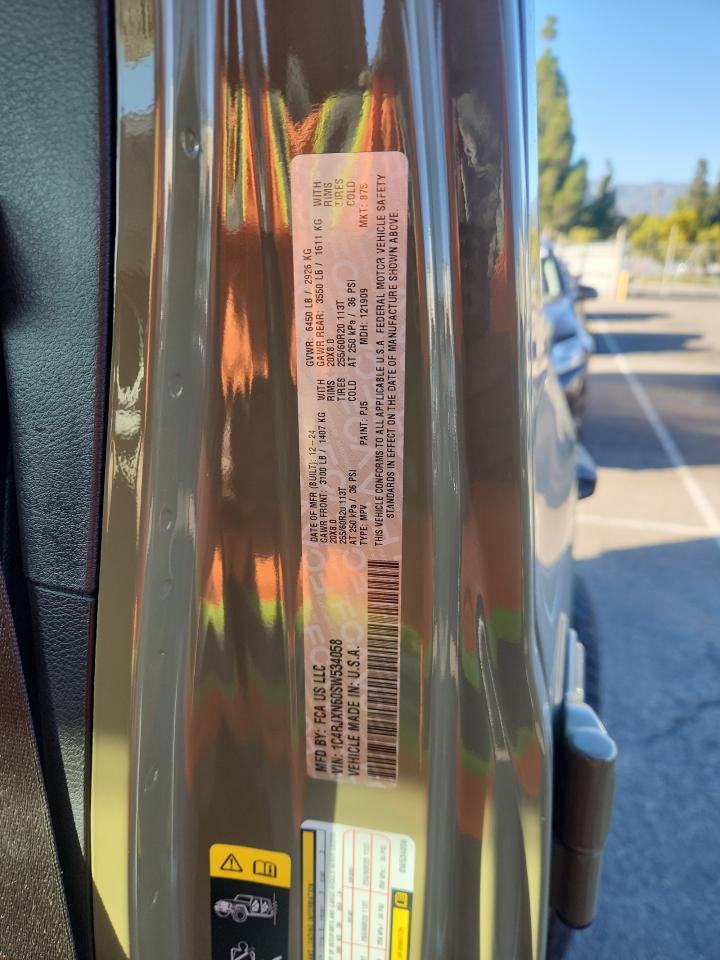 MFD BY: FCA US LLC
VIN: 1C4RJXN60SW534058
VEHICLE MADE IN: U.S.A.
DATE OF MFR (BUILT): 12-24
GVWR: 6450 LB / 2926 KG
GAWR FRONT: 3100 LB / 1407 KG WITH
GAWR REAR: 3550 LB / 1611 KG WITH
20X8.0 RIMS
20X8.0 RIMS
255/60R20 113T TIRES
255/60R20 113T TIRES
AT 250 kPa / 36 PSI COLD
AT 250 kPa / 36 PSI COLD
TYPE: MPV PAINT: PJ5 MDH: 121909 MKT: 875
THIS VEHICLE CONFORMS TO ALL APPLICABLE U.S.A. FEDERAL MOTOR VEHICLE SAFETY
STANDARDS IN EFFECT ON THE DATE OF MANUFACTURE SHOWN ABOVE.